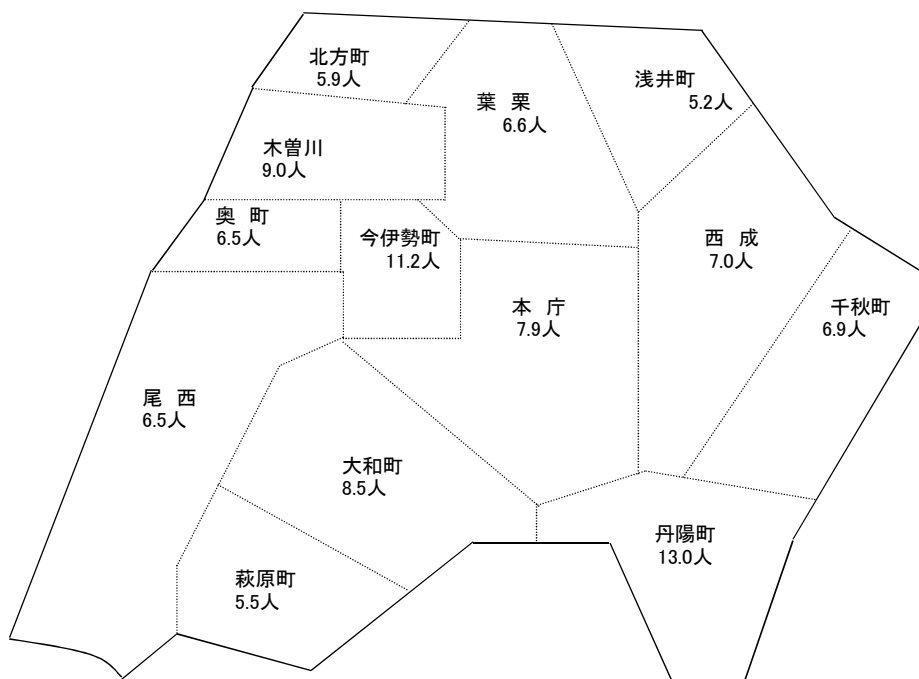 北方町
5.9人
葉 栗
6.6人
浅井町
5.2人
木曽川
9.0人
奥 町
6.5人
今伊勢町
11.2人
西 成
7.0人
本 庁
7.9人
千秋町
6.9人
尾 西
6.5人
大和町
8.5人
丹陽町
13.0人
萩原町
5.5人